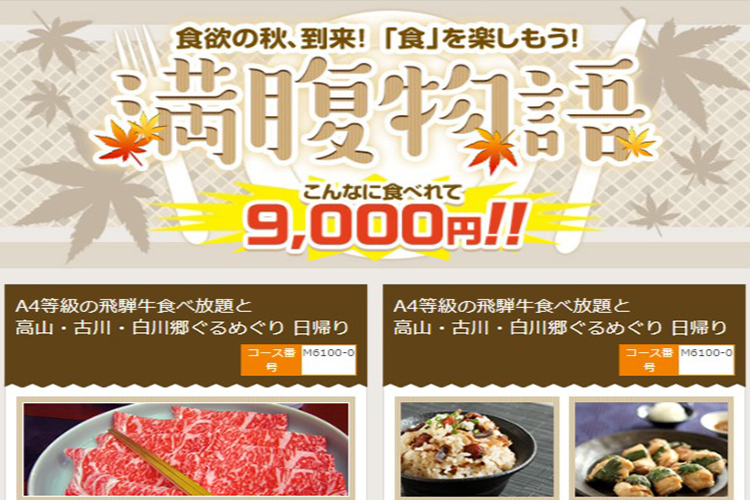 食欲の秋、到来!「食」を楽しもう!
満腹物語
こんなに食べれて
9,000円!!
A4等級の飛騨牛食べ放題と
高山・古川・白川郷ぐるめぐり 日帰り
コース番号
M6100-0
A4等級の飛騨牛食べ放題と
高山・古川・白川郷ぐるめぐり 日帰り
コース番号
M6100-0